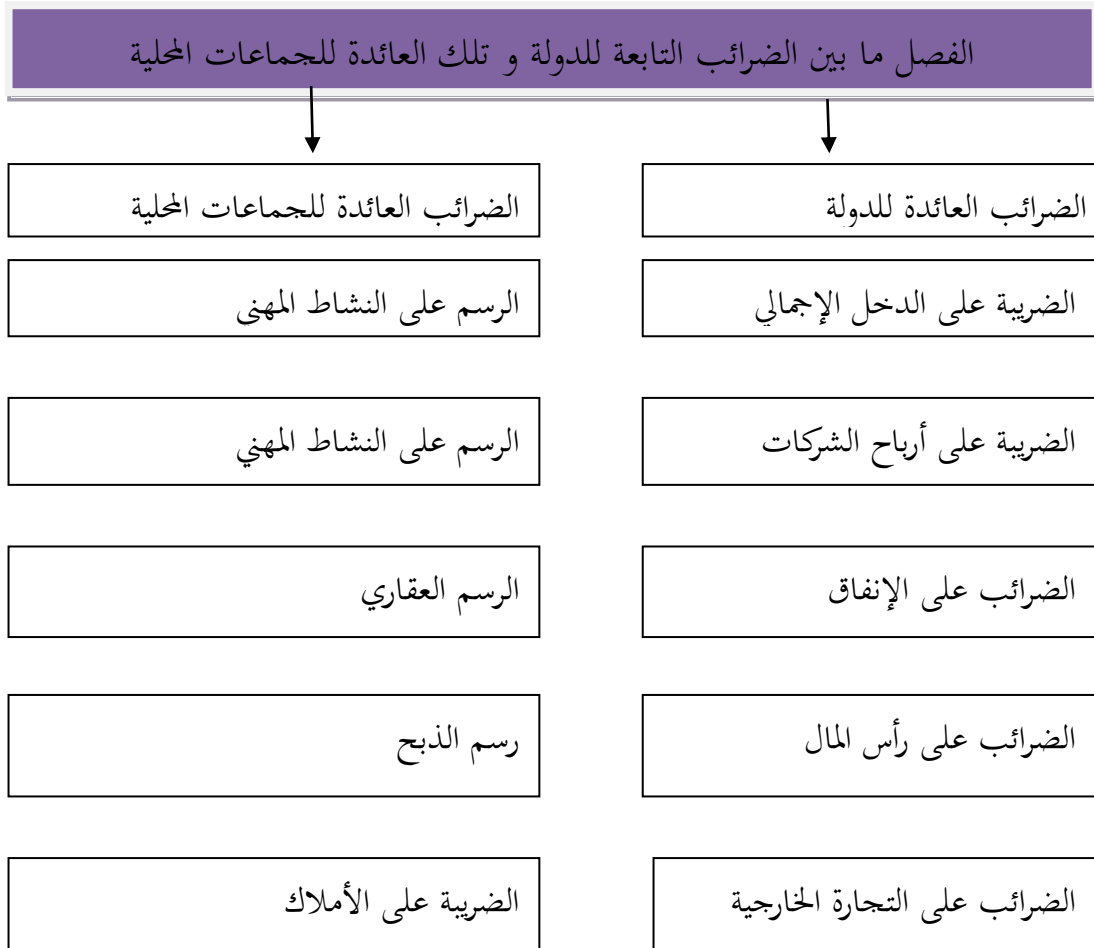 الفصل ما بين الضرائب التابعة للدولة و تلك العائدة للجماعات المحلية
الضرائب العائدة للدولة
الضرائب العائدة للجماعات المحلية
الضريبة على الدخل الإجمالي
الرسم على النشاط المهني
الضريبة على أرباح الشركات
الرسم على النشاط المهني
الضرائب على الإنفاق
الرسم العقاري
الضرائب على رأس المال
رسم الذبح
الضرائب على التجارة الخارجية
الضريبة على الأملاك